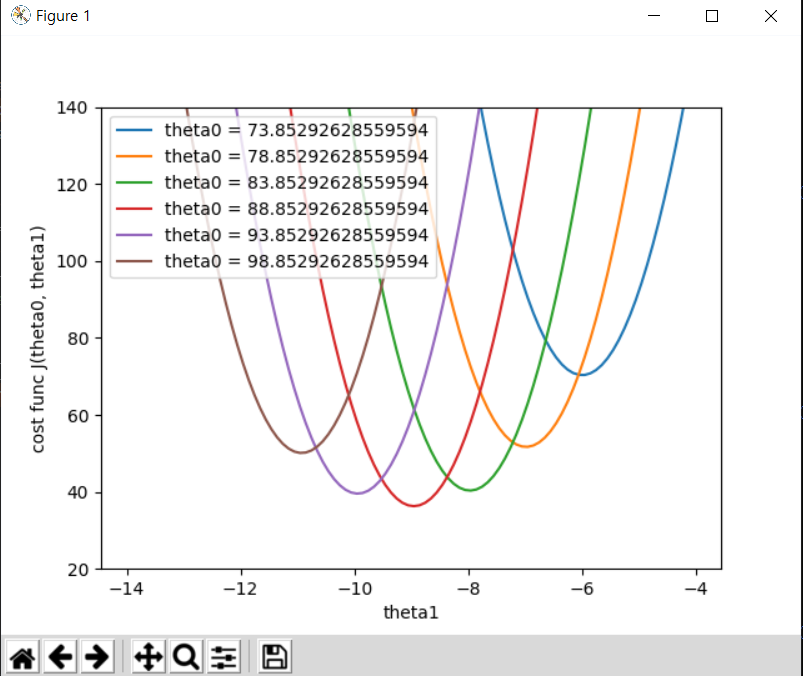 Figure 1
140
120
100
80
60
40
20
cost func J(theta0, theta1)
theta0 = 73.85292628559594
theta0 = 78.85292628559594
theta0 = 83.85292628559594
theta0 = 88.85292628559594
theta0 = 93.85292628559594
theta0 = 98.85292628559594
−14 −12 −10 −8 −6 −4
theta1